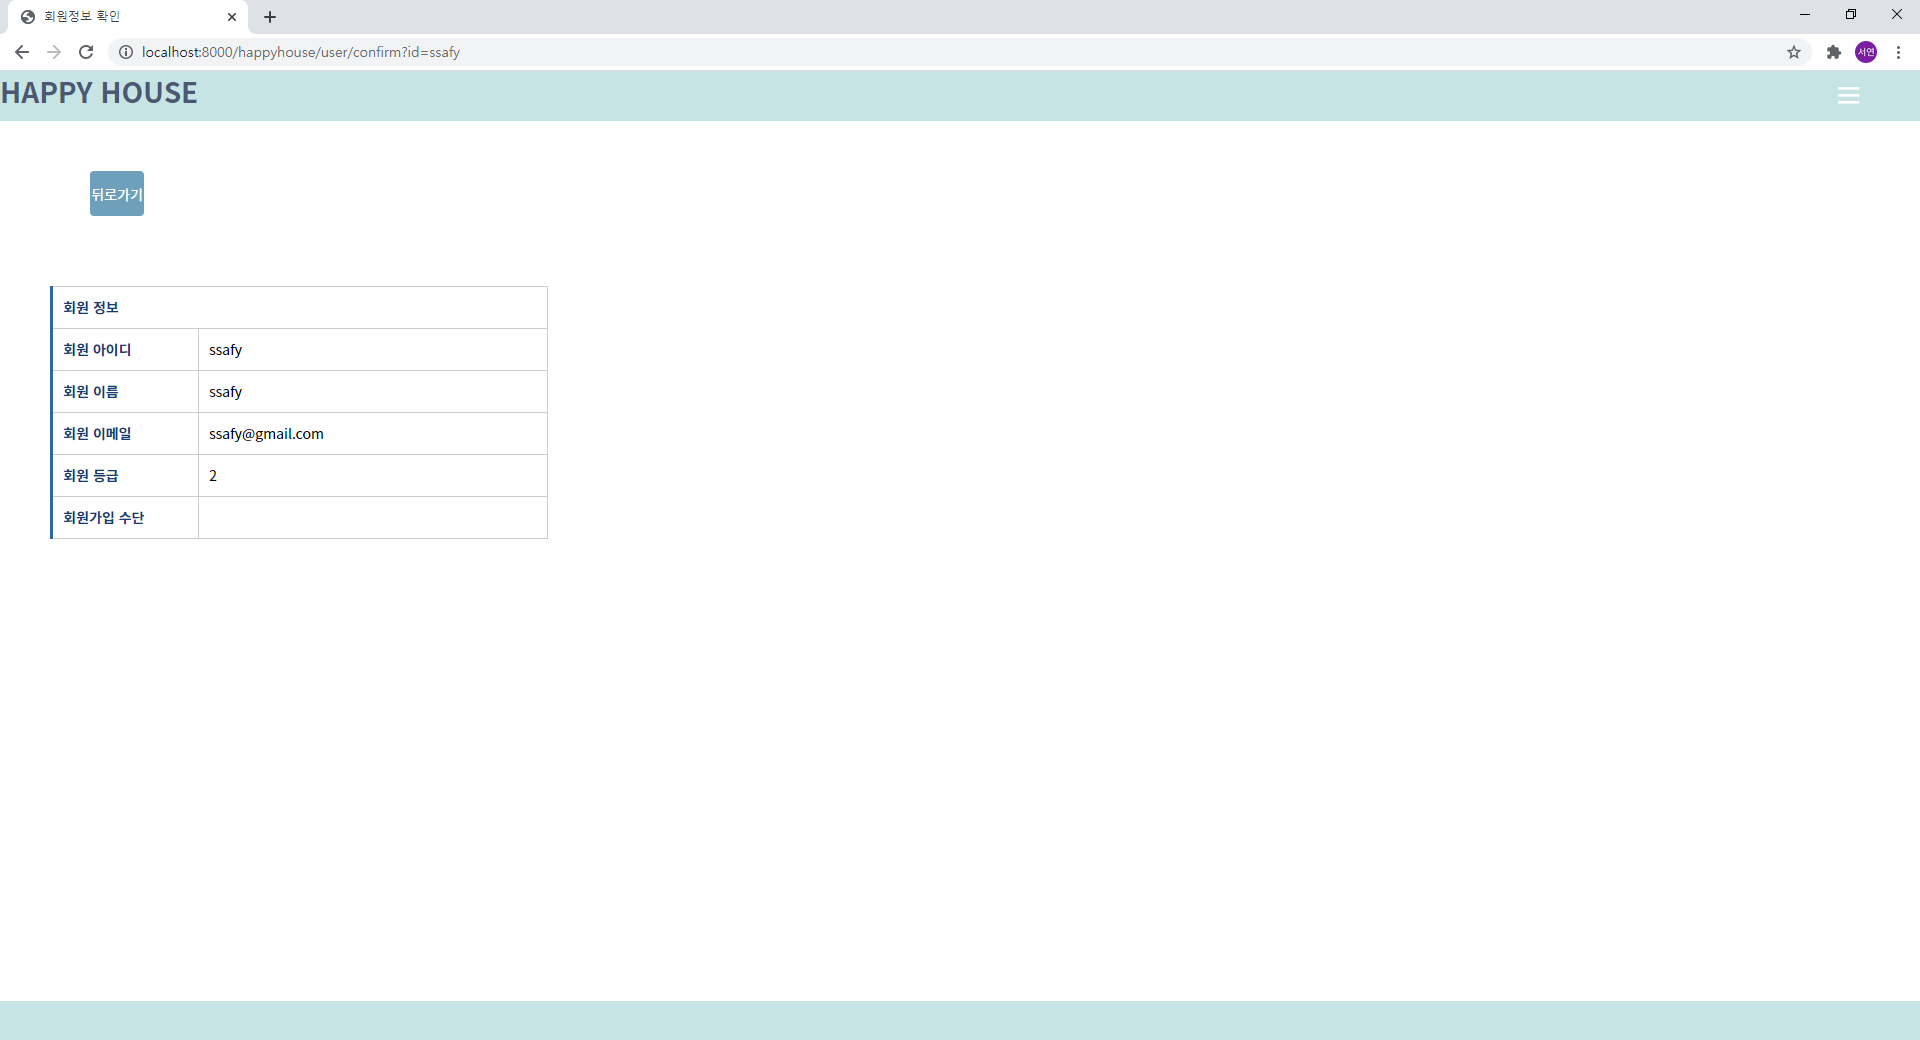 회원정보 확인
localhost:8000/happyhouse/user/confirm?id=ssafy
서연
HAPPY HOUSE
뒤로가기
회원 정보
회원 아이디 ssafy
회원 이름 ssafy
회원 이메일 ssafy@gmail.com
회원 등급 2
회원가입 수단